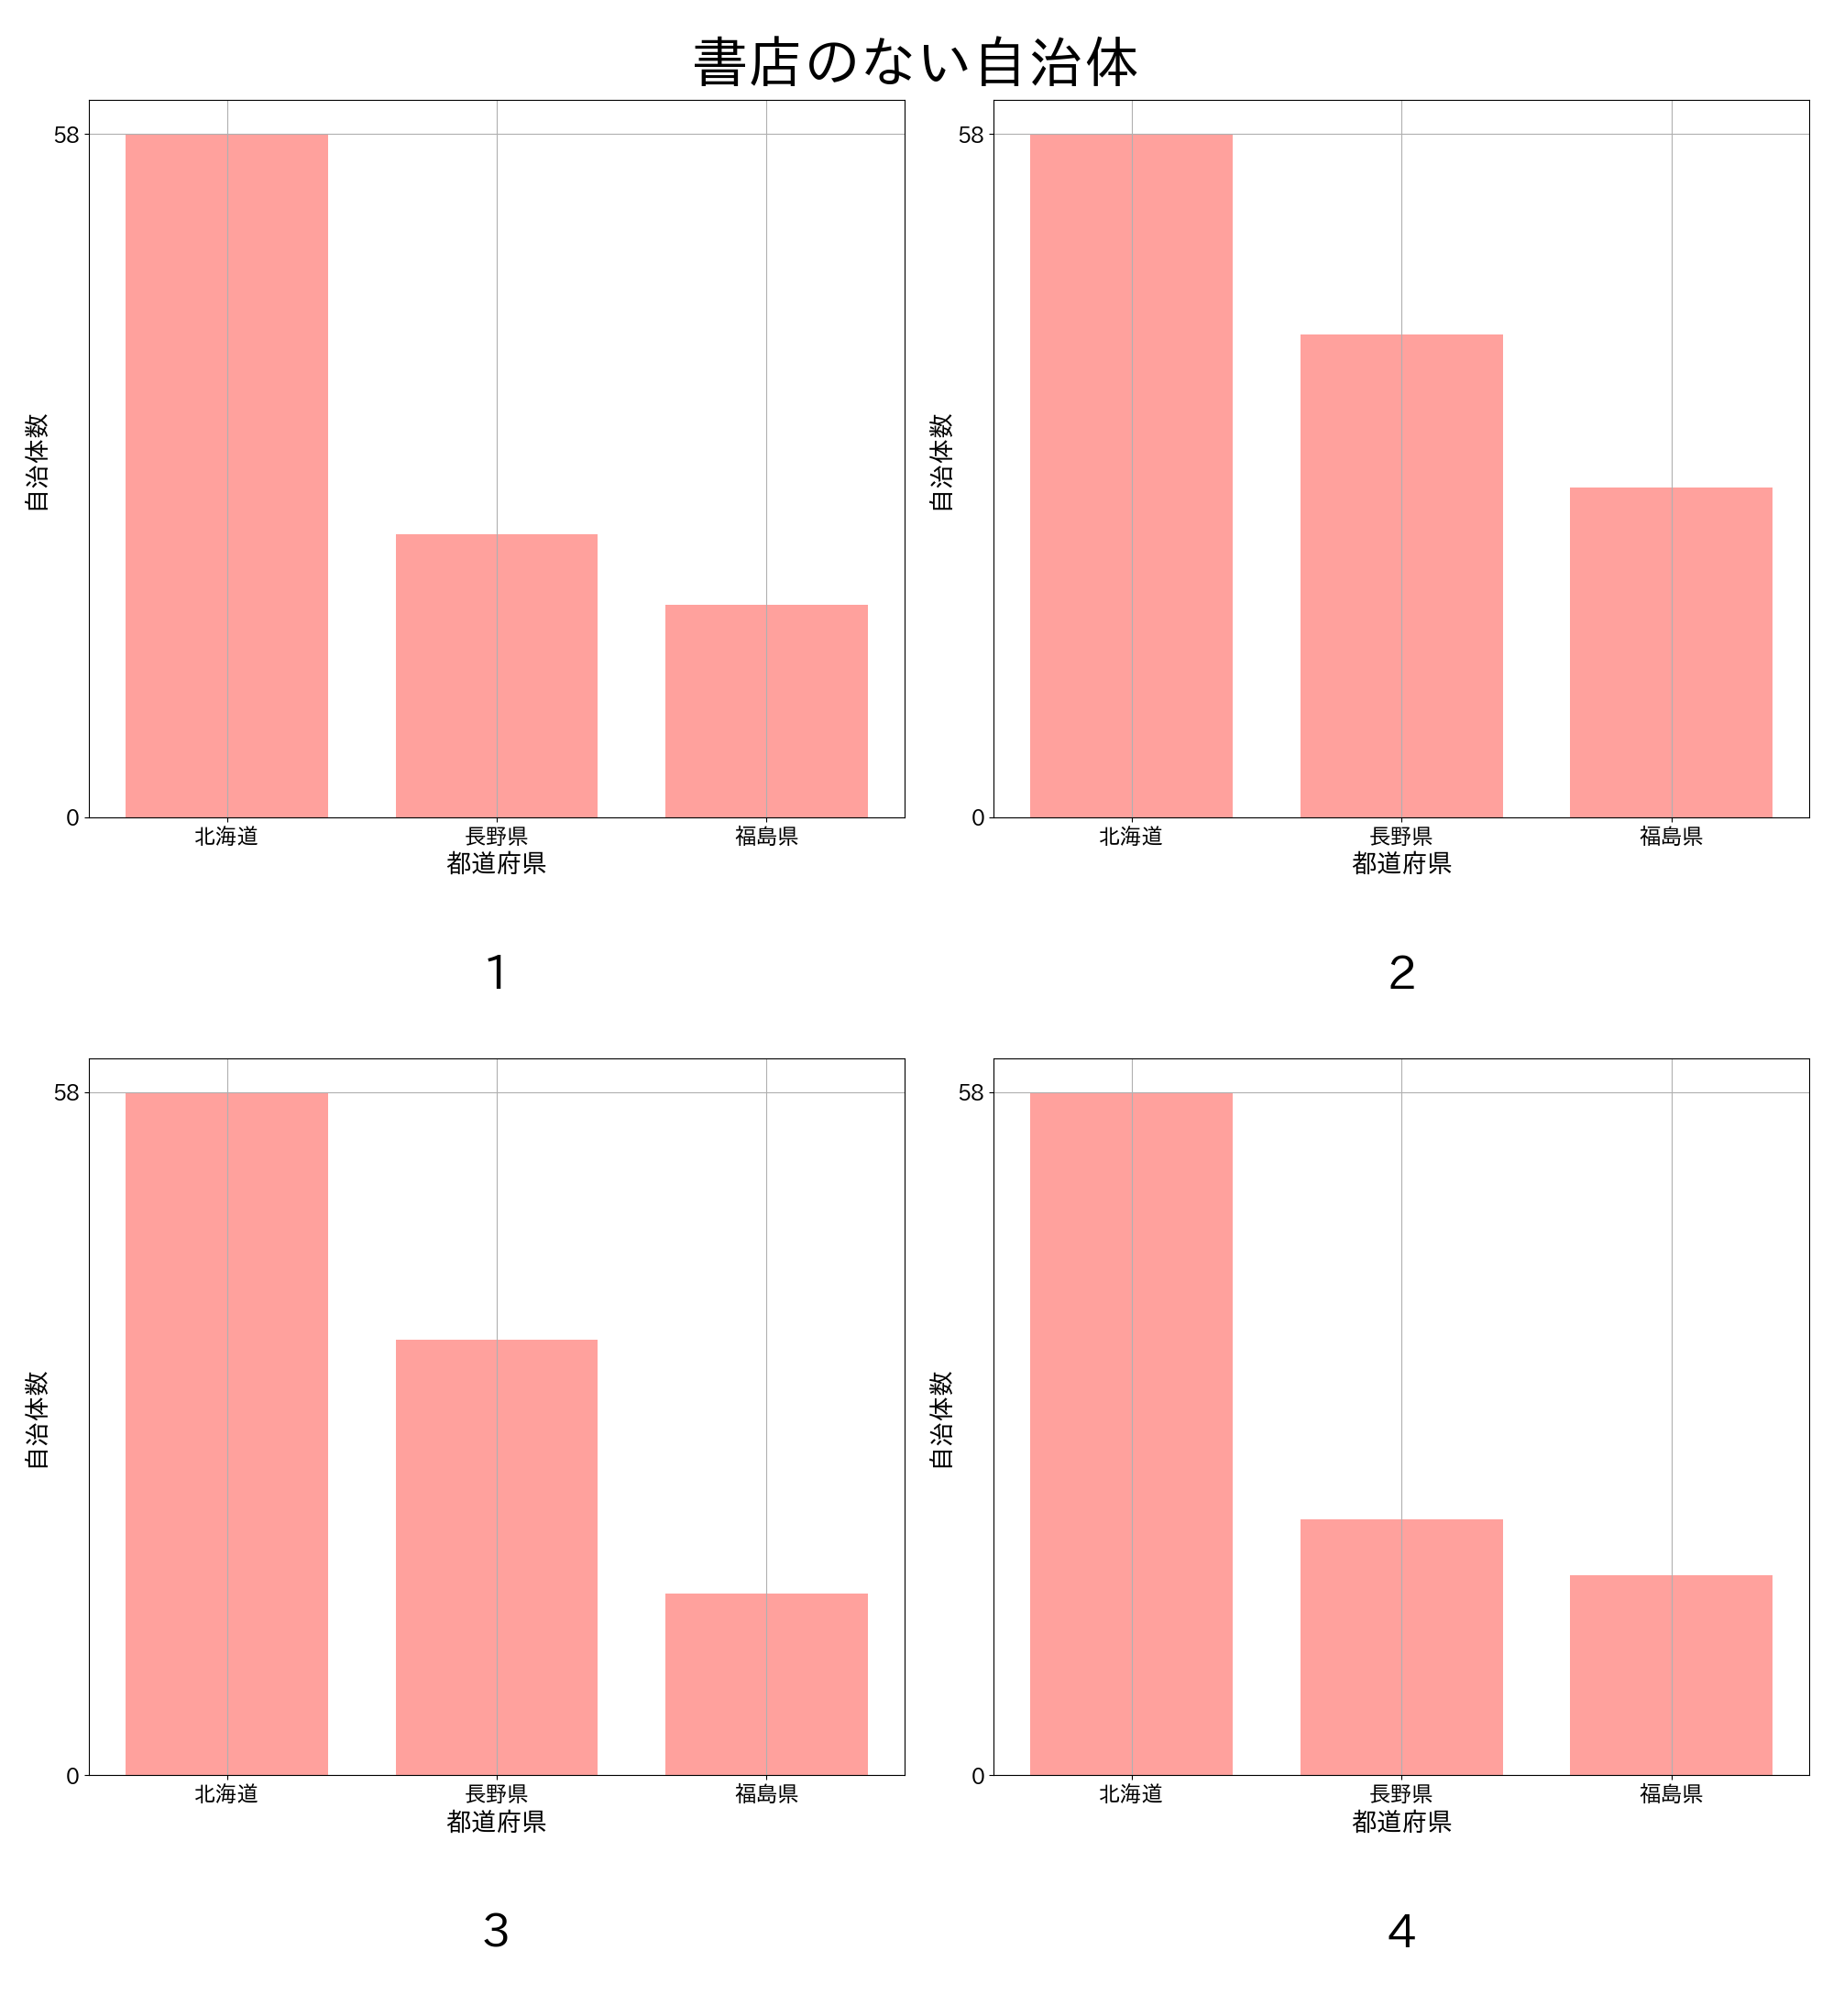 書店のない自治体
58
0
自治体数
北海道 長野県 福島県
都道府県
1
58
0
自治体数
北海道 長野県 福島県
都道府県
2
58
0
自治体数
北海道 長野県 福島県
都道府県
3
58
0
自治体数
北海道 長野県 福島県
都道府県
4